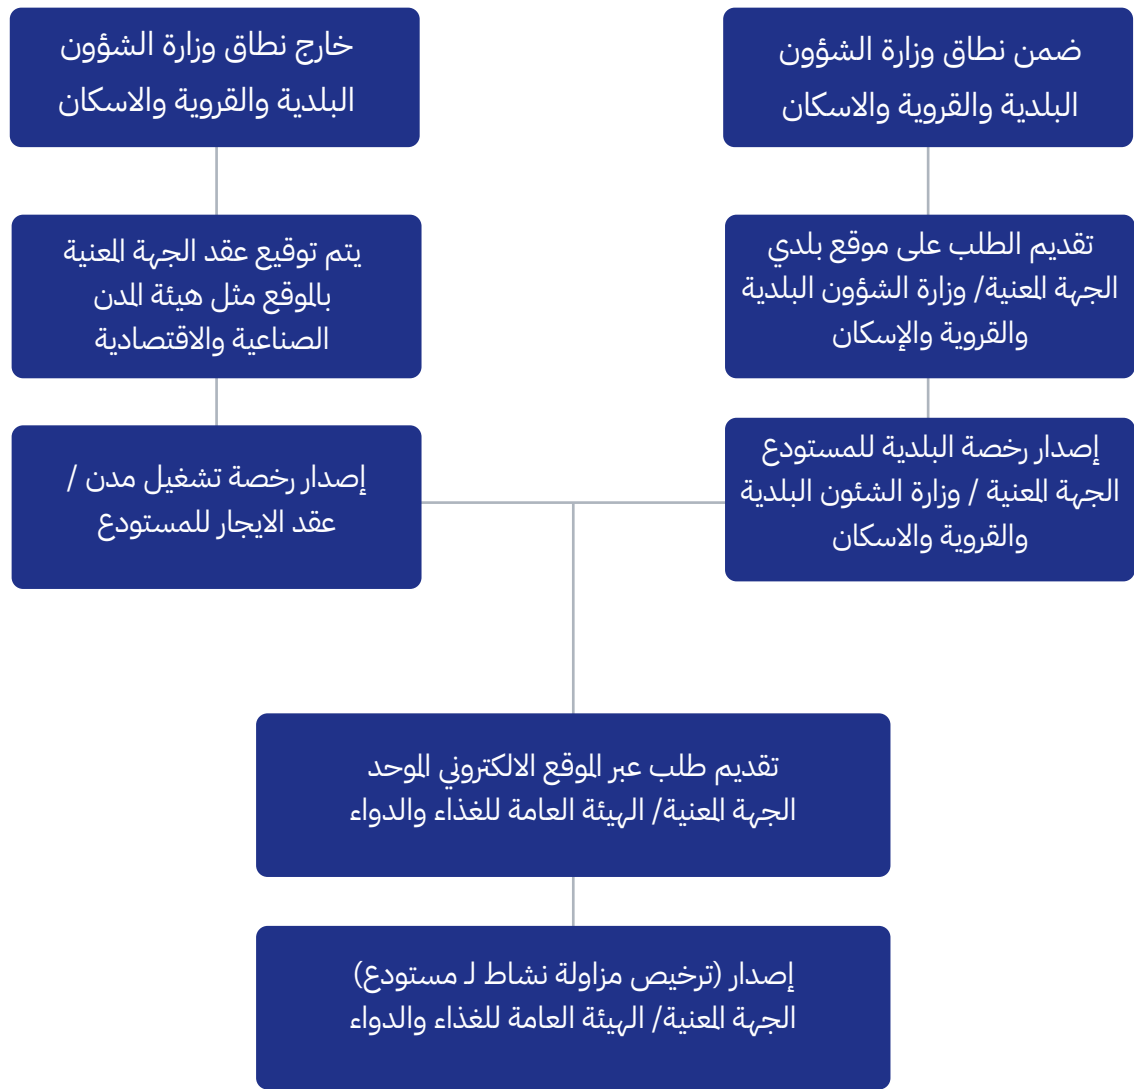 ضمن نطاق وزارة الشؤون
البلدية والقروية والاسكان
خارج نطاق وزارة الشؤون
البلدية والقروية والاسكان
تقديم الطلب على موقع بلدي
الجهة المعنية/ وزارة الشؤون البلدية
والقروية والإسكان
يتم توقيع عقد الجهة المعنية
بالموقع مثل هيئة المدن
الصناعية والاقتصادية
إصدار رخصة البلدية للمستودع
الجهة المعنية / وزارة الشئون البلدية
والقروية والاسكان
إصدار رخصة تشغيل مدن /
عقد الايجار للمستودع
تقديم طلب عبر الموقع الالكتروني الموحد
الجهة المعنية/ الهيئة العامة للغذاء والدواء
إصدار (ترخيص مزاولة نشاط لـ مستودع)
الجهة المعنية/ الهيئة العامة للغذاء والدواء